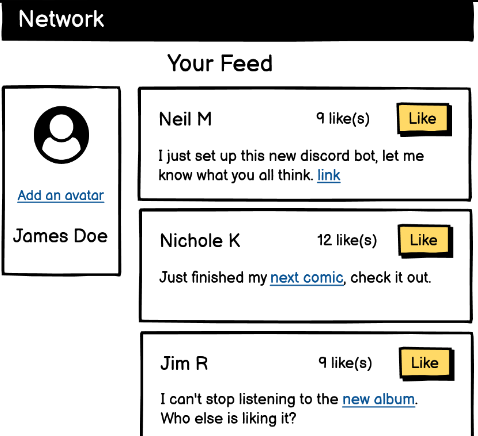 Network
Your Feed
Add an avatar
James Doe
Neil M 9 like(s) Like
I just set up this new discord bot, let me
know what you all think. link
Nichole K 12 like(s) Like
Just finished my next comic, check it out.
Jim R 9 like(s) Like
I can't stop listening to the new album.
Who else is liking it?